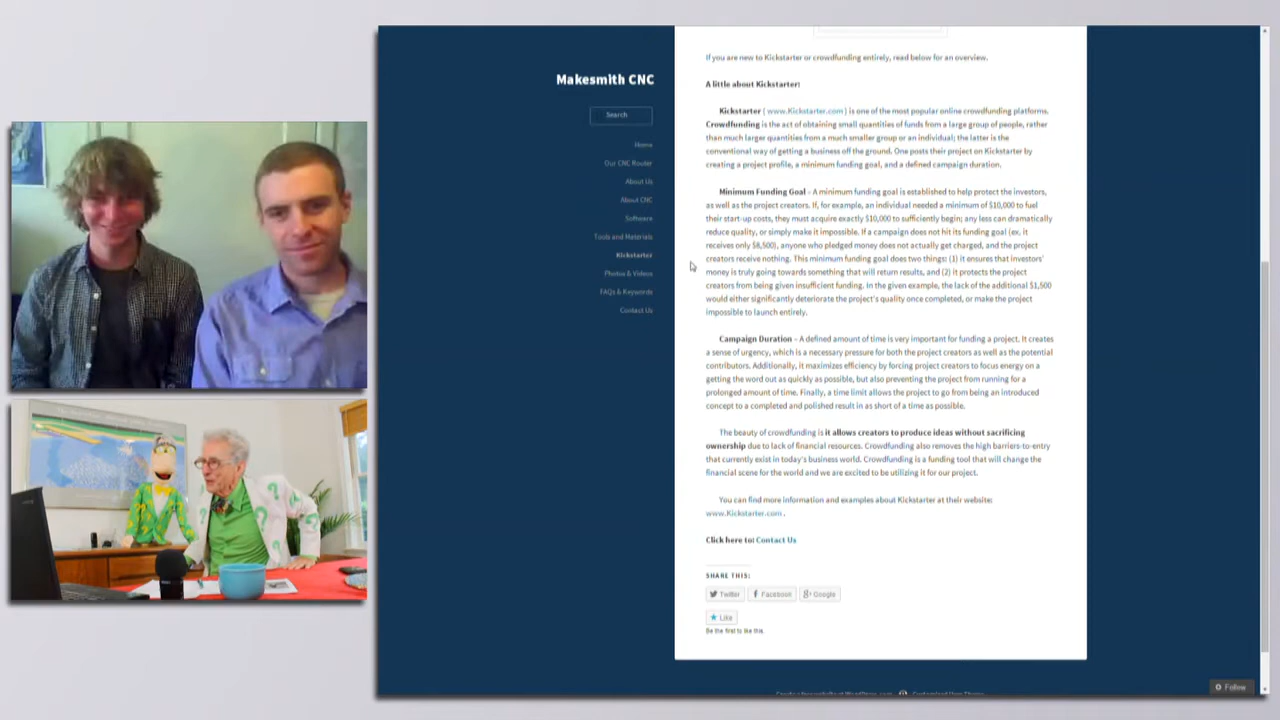 Makesmith CNC
Search
Home
Our CNC Router
About Us
About CNC
Software
Tools and Materials
Kickstarter
Photos & Videos
FAQs & Keywords
Contact Us
If you are new to Kickstarter or crowdfunding entirely, read below for an overview.
A little about Kickstarter!
Kickstarter ( www.Kickstarter.com ) is one of the most popular online crowdfunding platforms.
Crowdfunding is the act of obtaining small quantities of funds from a large group of people, rather
than much larger quantities from a much smaller group or an individual; the latter is the
conventional way of getting a business off the ground. One posts their project on Kickstarter by
creating a project profile, a minimum funding goal, and a defined campaign duration.
Minimum Funding Goal - A minimum funding goal is established to help protect the investors,
as well as the project creators. If, for example, an individual needed a minimum of $10,000 to fuel
their start-up costs, they must acquire exactly $10,000 to sufficiently begin; any less can dramatically
reduce quality, or simply make it impossible. If a campaign does not hit its funding goal (ex. it
receives only $8,500), anyone who pledged money does not actually get charged, and the project
creators receive nothing. This minimum funding goal does two things: (1) it ensures that investors'
money is truly going towards something that will return results, and (2) it protects the project
creators from being given insufficient funding. In the given example, the lack of the additional $1,500
would either significantly deteriorate the project's quality once completed, or make the project
impossible to launch entirely.
Campaign Duration - A defined amount of time is very important for funding a project. It creates
a sense of urgency, which is a necessary pressure for both the project creators as well as the potential
contributors. Additionally, it maximizes efficiency by forcing project creators to focus energy on
getting the word out as quickly as possible, but also preventing the project from running for a
prolonged amount of time. Finally, a time limit allows the project to go from being an introduced
concept to a completed and polished result in as short of a time as possible.
The beauty of crowdfunding is it allows creators to produce ideas without sacrificing
ownership due to lack of financial resources. Crowdfunding also removes the high barriers-to-entry
that currently exist in today's business world. Crowdfunding is a funding tool that will change the
financial scene for the world and we are excited to be utilizing it for our project.
You can find more information and examples about Kickstarter at their website:
www.Kickstarter.com .
Click here to: Contact Us
SHARE THIS:
Twitter
Facebook
Google
Like
Be the first to like this.
Follow